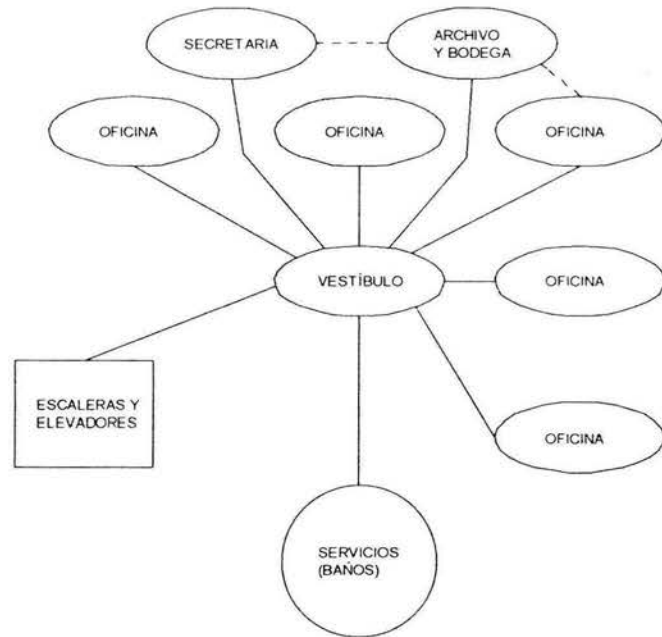 SECRETARIA
ARCHIVO
Y BODEGA
OFICINA
OFICINA
OFICINA
VESTÍBULO
OFICINA
ESCALERAS Y
ELEVADORES
OFICINA
SERVICIOS
(BAÑOS)